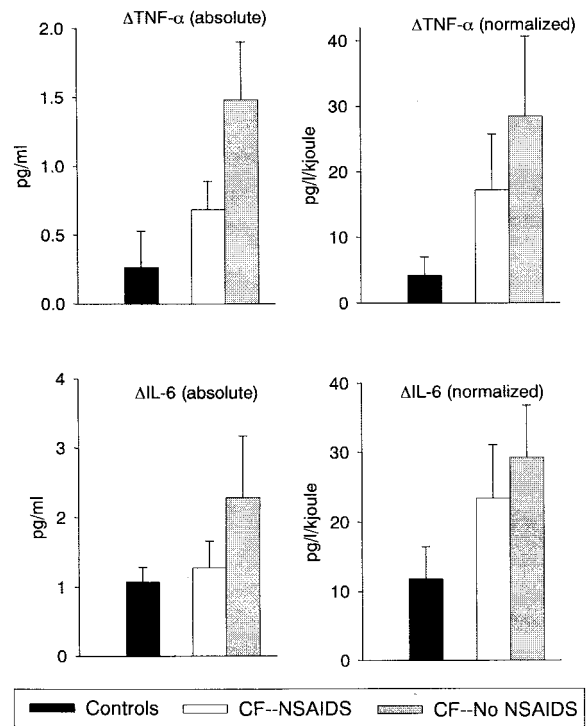 ΔTNF-α (absolute)
2.0
1.5
1.0
0.5
0.0
pg/ml
ΔTNF-α (normalized)
40
30
20
10
0
pg/l/kjoule
ΔIL-6 (absolute)
4
3
2
1
0
pg/ml
ΔIL-6 (normalized)
40
30
20
10
0
pg/l/kjoule
Controls CF--NSAIDS CF--No NSAIDS